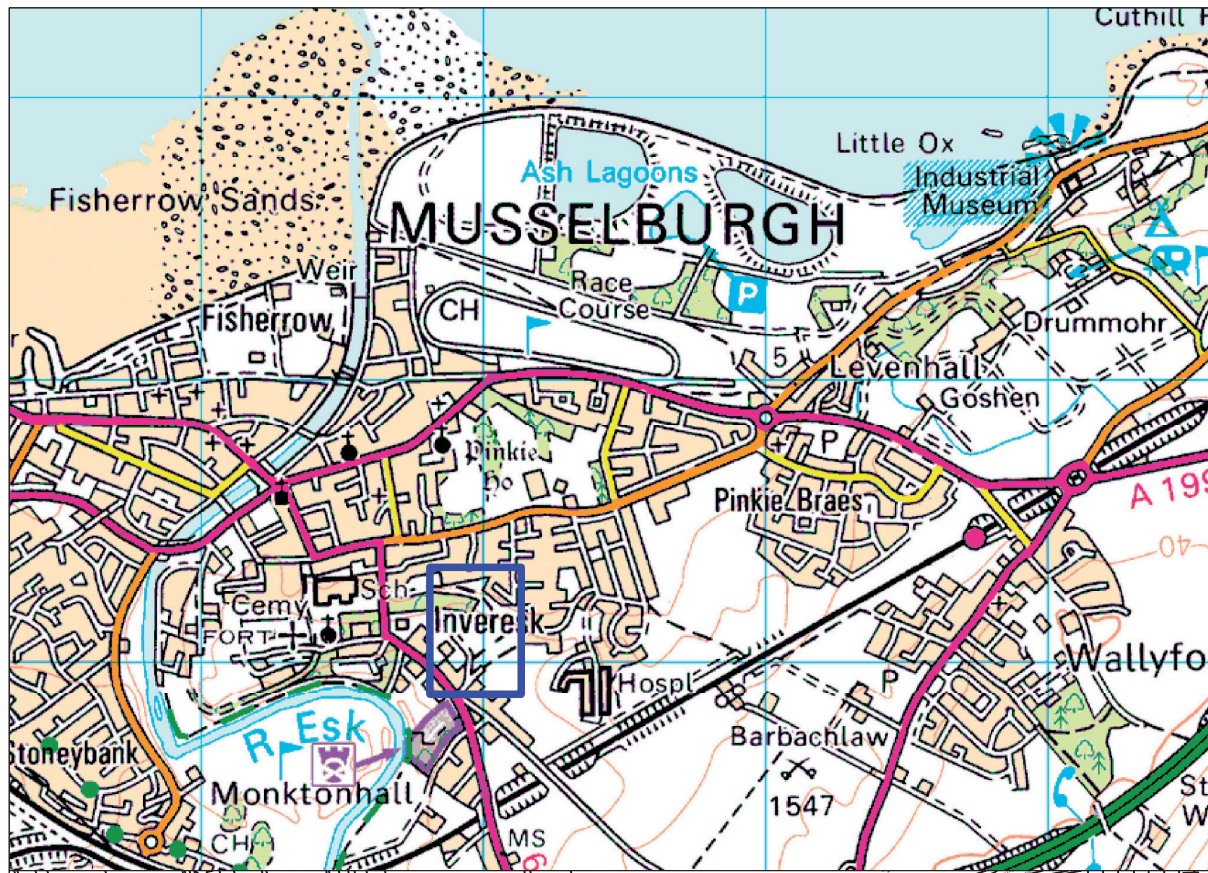 Cuthill
Little Ox
Ash Lagoons
Industrial
Museum
Fisherrow Sands
MUSSELBURGH
Weir
Race
Course
P
CH
Fisherrow
5
Drummohr
Levenhall
Goshen
Pinkie
Ho
P
Pinkie Braes
A 199
40
Sch
Cemy
Inveresk
FORT
Hospl
Wallyfo
P
R Esk
Barbachlaw
Stoneybank
Monktonhall
1547
St
W
CH
MS
6